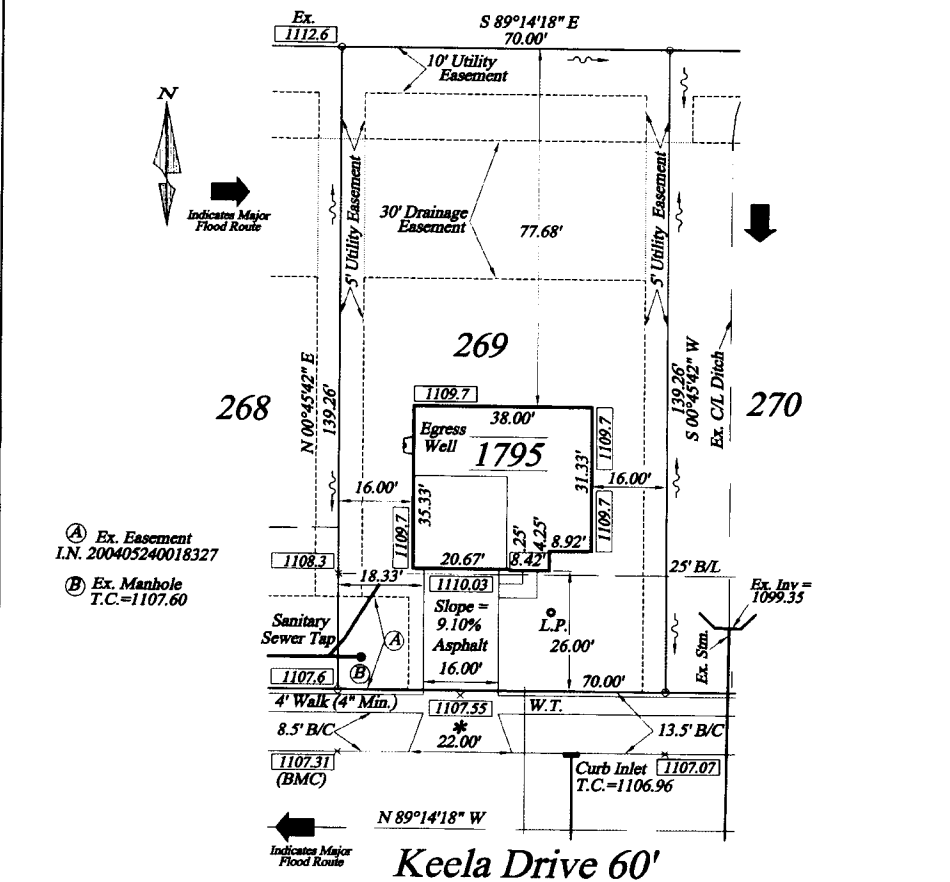 Ex.
1112.6
S 89°14'18" E
70.00'
10' Utility
Easement
N
Indicates Major
Flood Route
5' Utility Easement
5' Utility Easement
30' Drainage
Easement
77.68'
269
268
270
N 00°45'42" E
139.26'
139.26'
S 00°45'42" W
Ex. C/L Ditch
1109.7
38.00'
Egress
Well
1795
31.33'
1109.7
16.00'
16.00'
35.33'
1109.7
1109.7
.25'
4.25'
8.92'
20.67'
8.42'
A Ex. Easement
I.N. 200405240018327
B Ex. Manhole
T.C.=1107.60
1108.3
18.33'
1110.03
25' B/L
Slope =
9.10%
Asphalt
16.00'
Sanitary
Sewer Tap
A
B
L.P.
26.00'
Ex. Inv =
1099.35
Ex. Stm.
1107.6
70.00'
4' Walk (4" Min.)
1107.55
W.T.
8.5' B/C
*
22.00'
13.5' B/C
1107.31
(BMC)
Curb Inlet
T.C.=1106.96
1107.07
N 89°14'18" W
Indicates Major
Flood Route
Keela Drive 60'